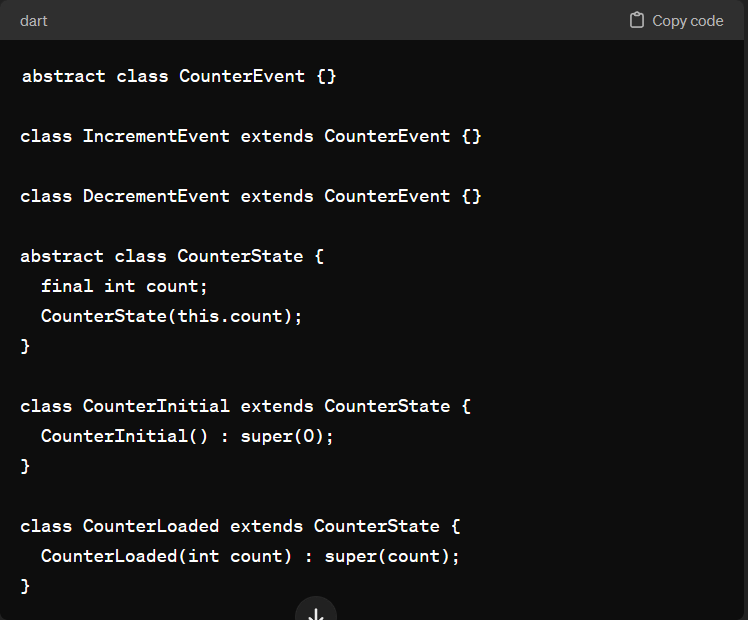 dart
Copy code
abstract class CounterEvent {}
class IncrementEvent extends CounterEvent {}
class DecrementEvent extends CounterEvent {}
abstract class CounterState {
  final int count;
  CounterState(this.count);
}
class CounterInitial extends CounterState {
  CounterInitial() : super(0);
}
class CounterLoaded extends CounterState {
  CounterLoaded(int count) : super(count);
}